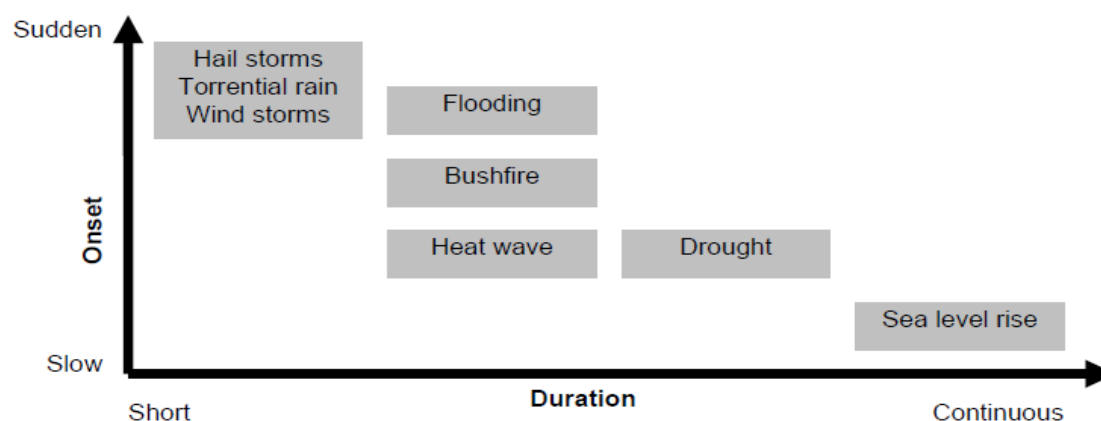 Sudden
Hail storms
Torrential rain
Wind storms
Flooding
Bushfire
Heat wave
Drought
Sea level rise
Onset
Slow
Duration
Short
Continuous